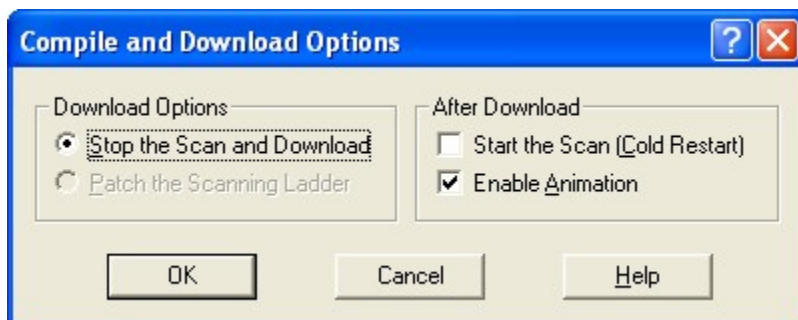 Compile and Download Options
Download Options
Stop the Scan and Download
Patch the Scanning Ladder
After Download
Start the Scan (Cold Restart)
Enable Animation
OK
Cancel
Help